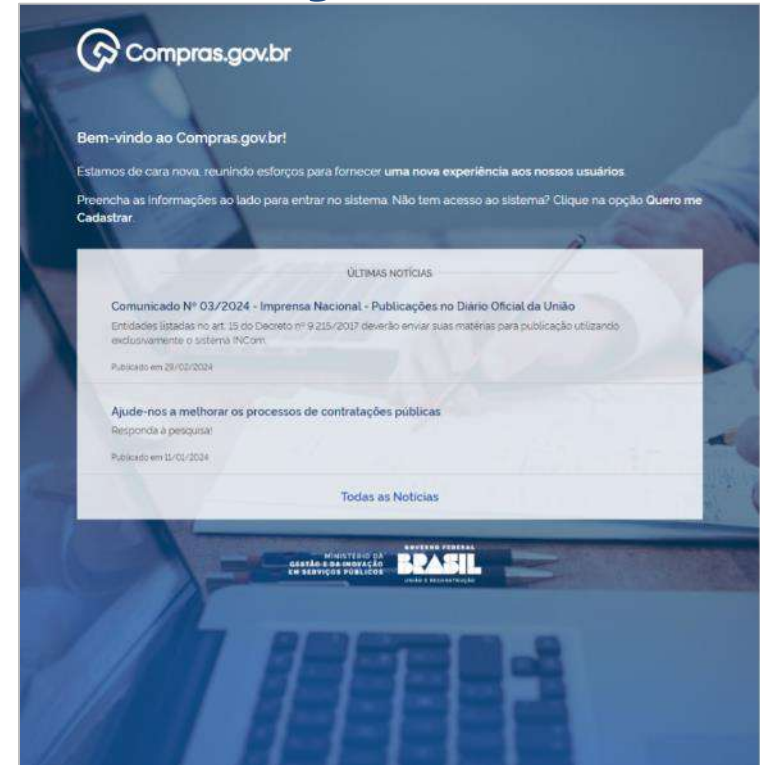 Compras.gov.br
Bem-vindo ao Compras.gov.br!
Estamos de cara nova, reunindo esforços para fornecer uma nova experiência aos nossos usuários.
Preencha as informações ao lado para entrar no sistema. Não tem acesso ao sistema? Clique na opção Quero me
Cadastrar.
ÚLTIMAS NOTÍCIAS
Comunicado Nº 03/2024 - Imprensa Nacional - Publicações no Diário Oficial da União
Entidades listadas no art. 15 do Decreto nº 9.215/2017 deverão enviar suas matérias para publicação utilizando
exclusivamente o sistema INCom.
Publicado em 29/02/2024
Ajude-nos a melhorar os processos de contratações públicas
Responda à pesquisa!
Publicado em 11/01/2024
Todas as Notícias
MINISTÉRIO DA
GESTÃO E DA INOVAÇÃO
EM SERVIÇOS PÚBLICOS
GOVERNO FEDERAL
BRASIL
UNIÃO E RECONSTRUÇÃO